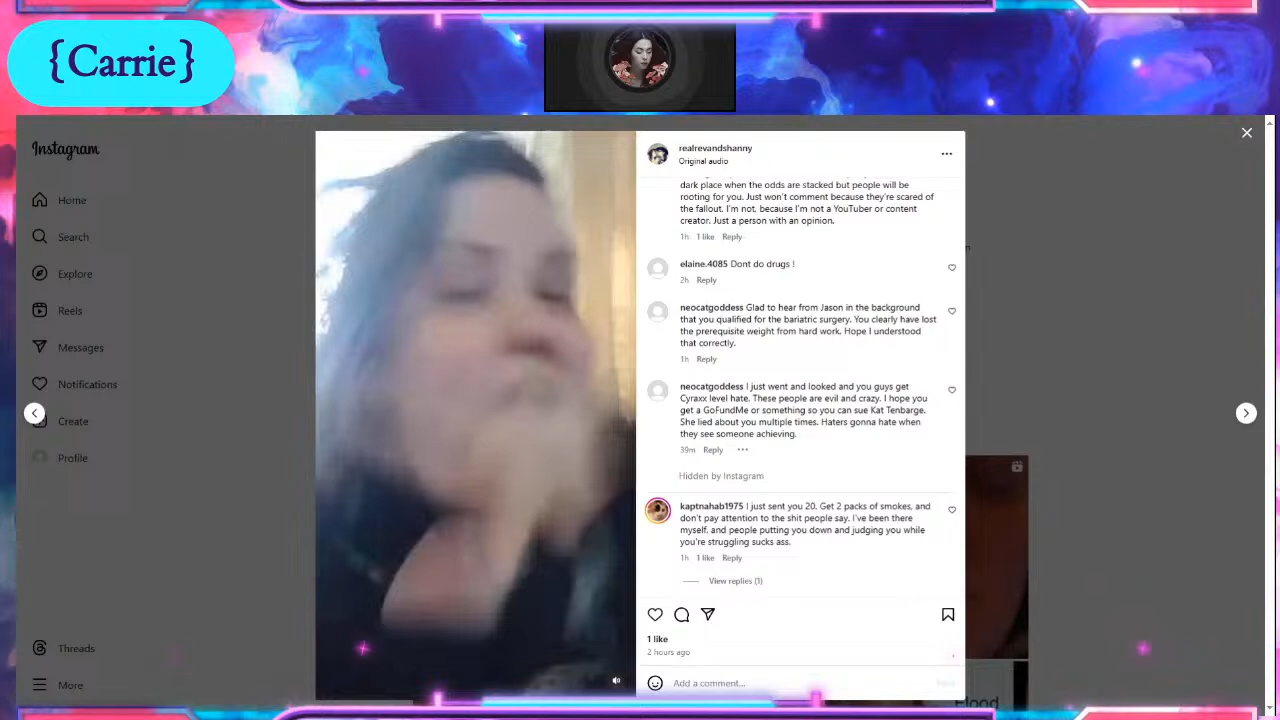 {Carrie}
Instagram
Home
Search
Explore
Reels
Messages
Notifications
Create
Profile
Threads
More
realrevandshanny
Original audio
dark place when the odds are stacked but people will be
rooting for you. Just won't comment because they're scared of
the fallout. I'm not, because I'm not a YouTuber or content
creator. Just a person with an opinion.
1h 1 like Reply
elaine.4085 Dont do drugs !
2h Reply
neocatgoddess Glad to hear from Jason in the background
that you qualified for the bariatric surgery. You clearly have lost
the prerequisite weight from hard work. Hope I understood
that correctly.
1h Reply
neocatgoddess I just went and looked and you guys get
Cyraxx level hate. These people are evil and crazy. I hope you
get a GoFundMe or something so you can sue Kat Tenbarge.
She lied about you multiple times. Haters gonna hate when
they see someone achieving.
39m Reply
Hidden by Instagram
kaptnahab1975 I just sent you 20. Get 2 packs of smokes, and
don't pay attention to the shit people say. I've been there
myself, and people putting you down and judging you while
you're struggling sucks ass.
1h 1 like Reply
View replies (1)
1 like
2 hours ago
Add a comment...